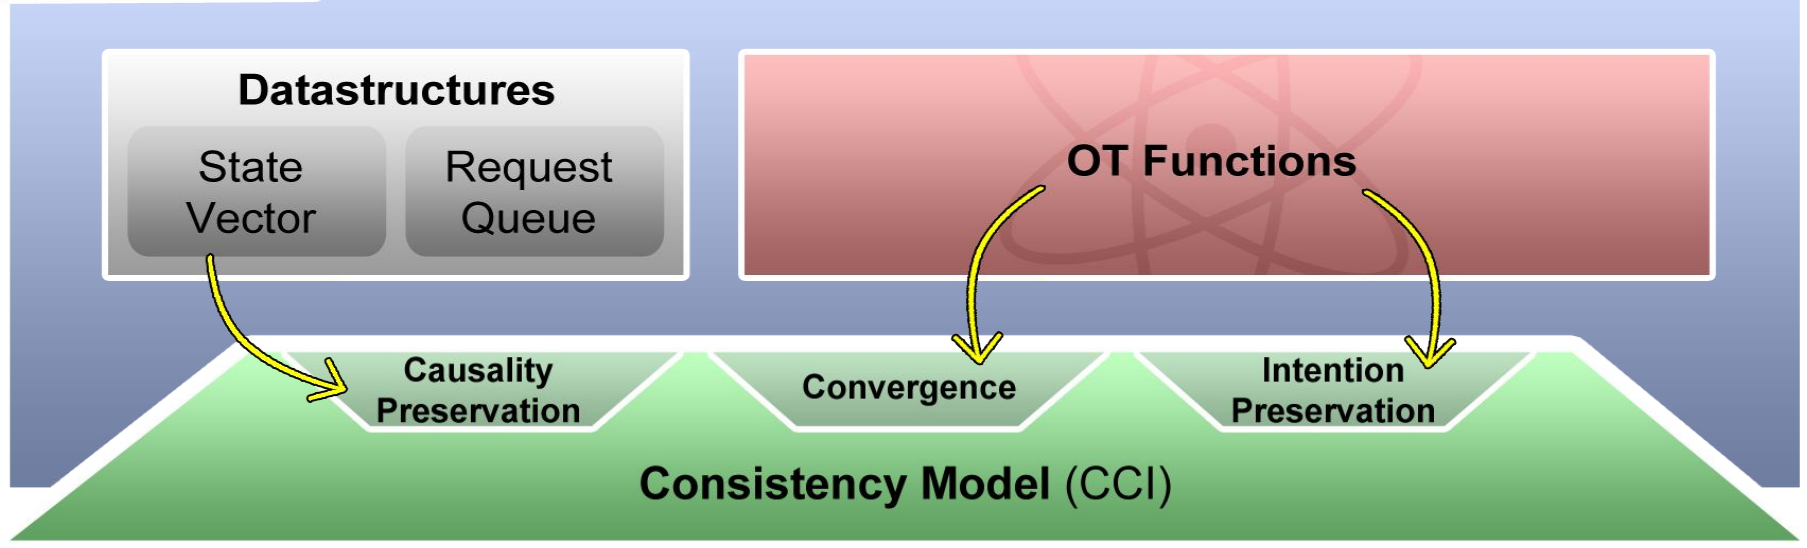 Datastructures
State
Vector
Request
Queue
OT Functions
Causality
Preservation
Convergence
Intention
Preservation
Consistency Model (CCI)